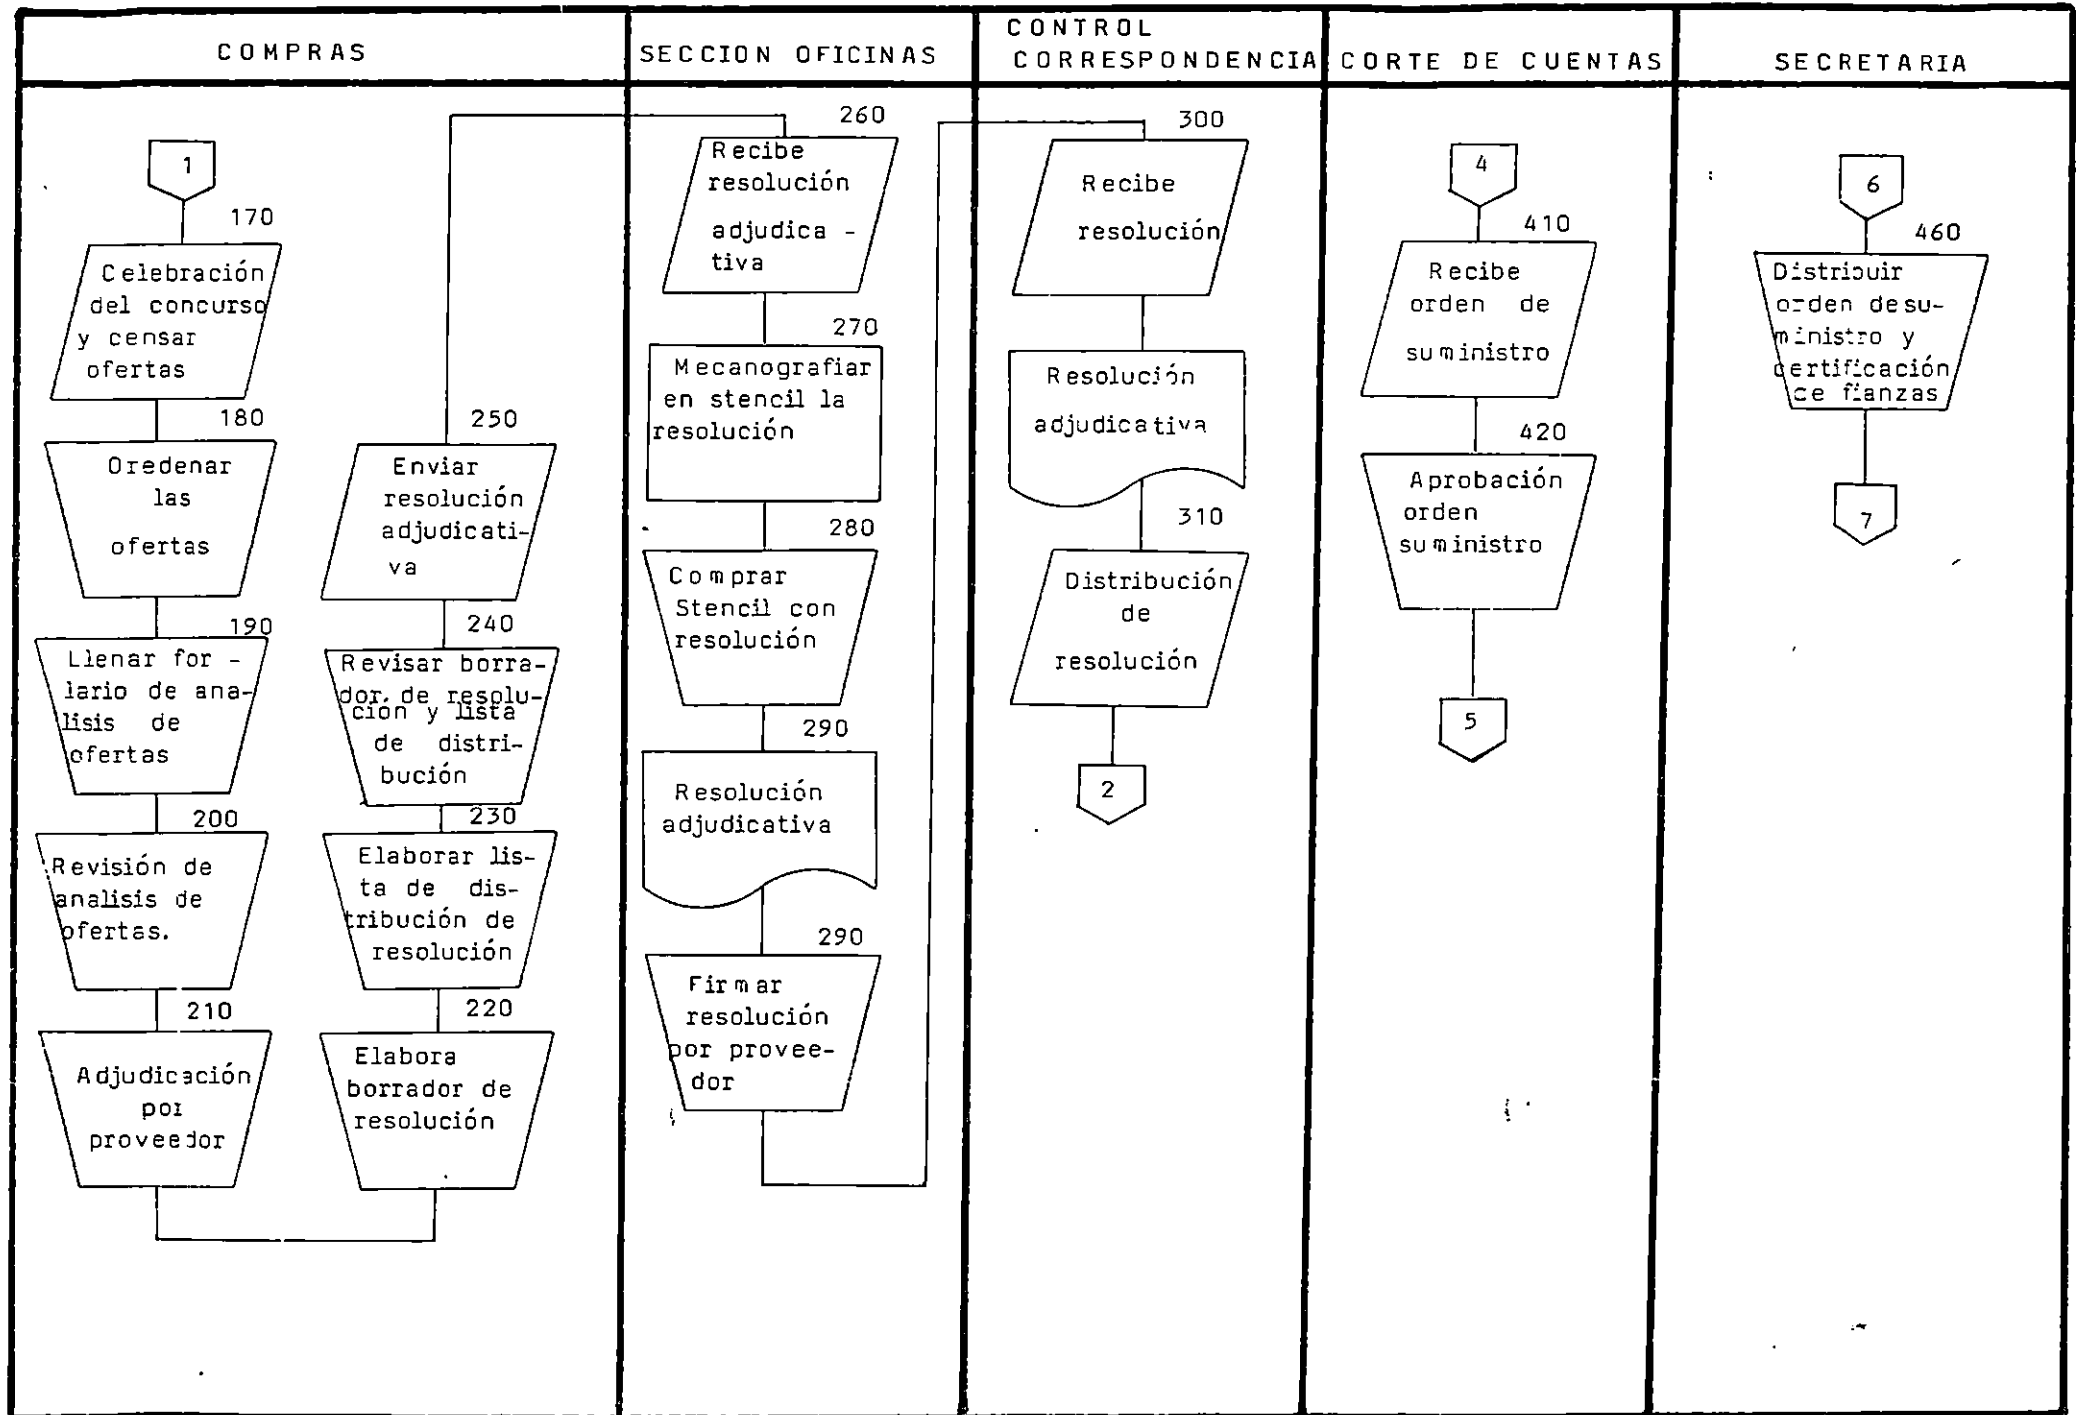 COMPRAS
SECCION OFICINAS
CONTROL
CORRESPONDENCIA
CORTE DE CUENTAS
SECRETARIA
1
170
Celebración
del concurso
y censar
ofertas
180
Oredenar
las
ofertas
190
Llenar for -
lario de ana-
lisis de
ofertas
200
Revisión de
analisis de
ofertas.
210
Adjudicación
por
proveedor
220
Elabora
borrador de
resolución
230
Elaborar lis-
ta de dis-
tribución de
resolución
240
Revisar borra-
dor de resolu-
ción y lista
de distri-
bución
250
Enviar
resolución
adjudicati-
va
260
Recibe
resolución
adjudica -
tiva
270
Mecanografiar
en stencil la
resolución
280
Comprar
Stencil con
resolución
290
Resolución
adjudicativa
290
Firmar
resolución
por provee-
dor
300
Recibe
resolución
Resolución
adjudicativa
310
Distribución
de
resolución
2
4
410
Recibe
orden de
suministro
420
Aprobación
orden
suministro
5
6
460
Distribuir
orden desu-
ministro y
certificación
de fianzas
7